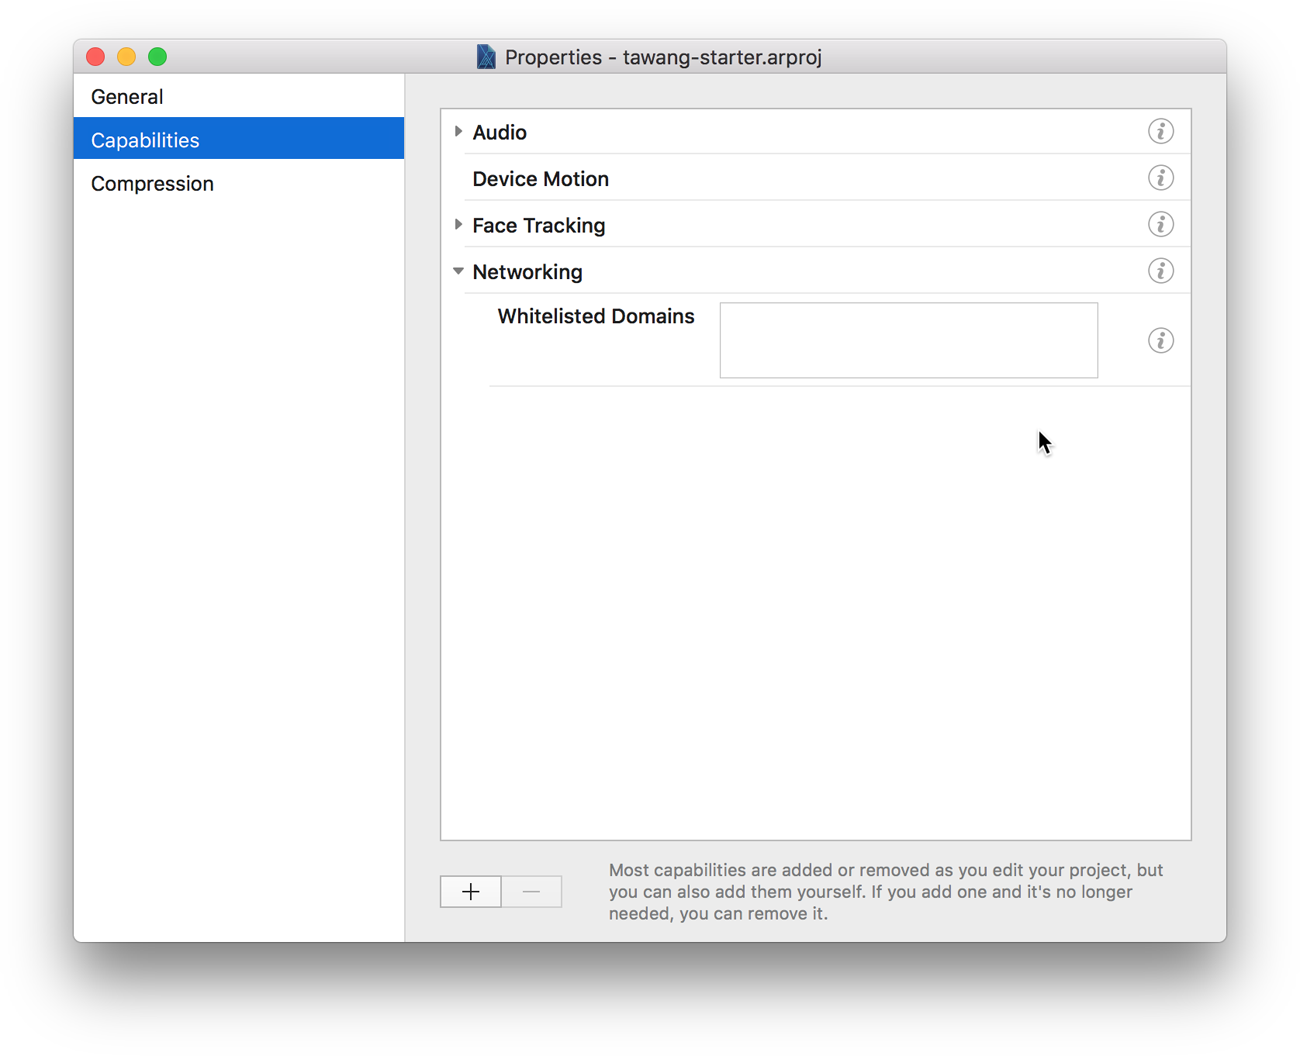 Properties - tawang-starter.arproj
General
Capabilities
Compression
Audio
Device Motion
Face Tracking
Networking
Whitelisted Domains
Most capabilities are added or removed as you edit your project, but
you can also add them yourself. If you add one and it's no longer
needed, you can remove it.